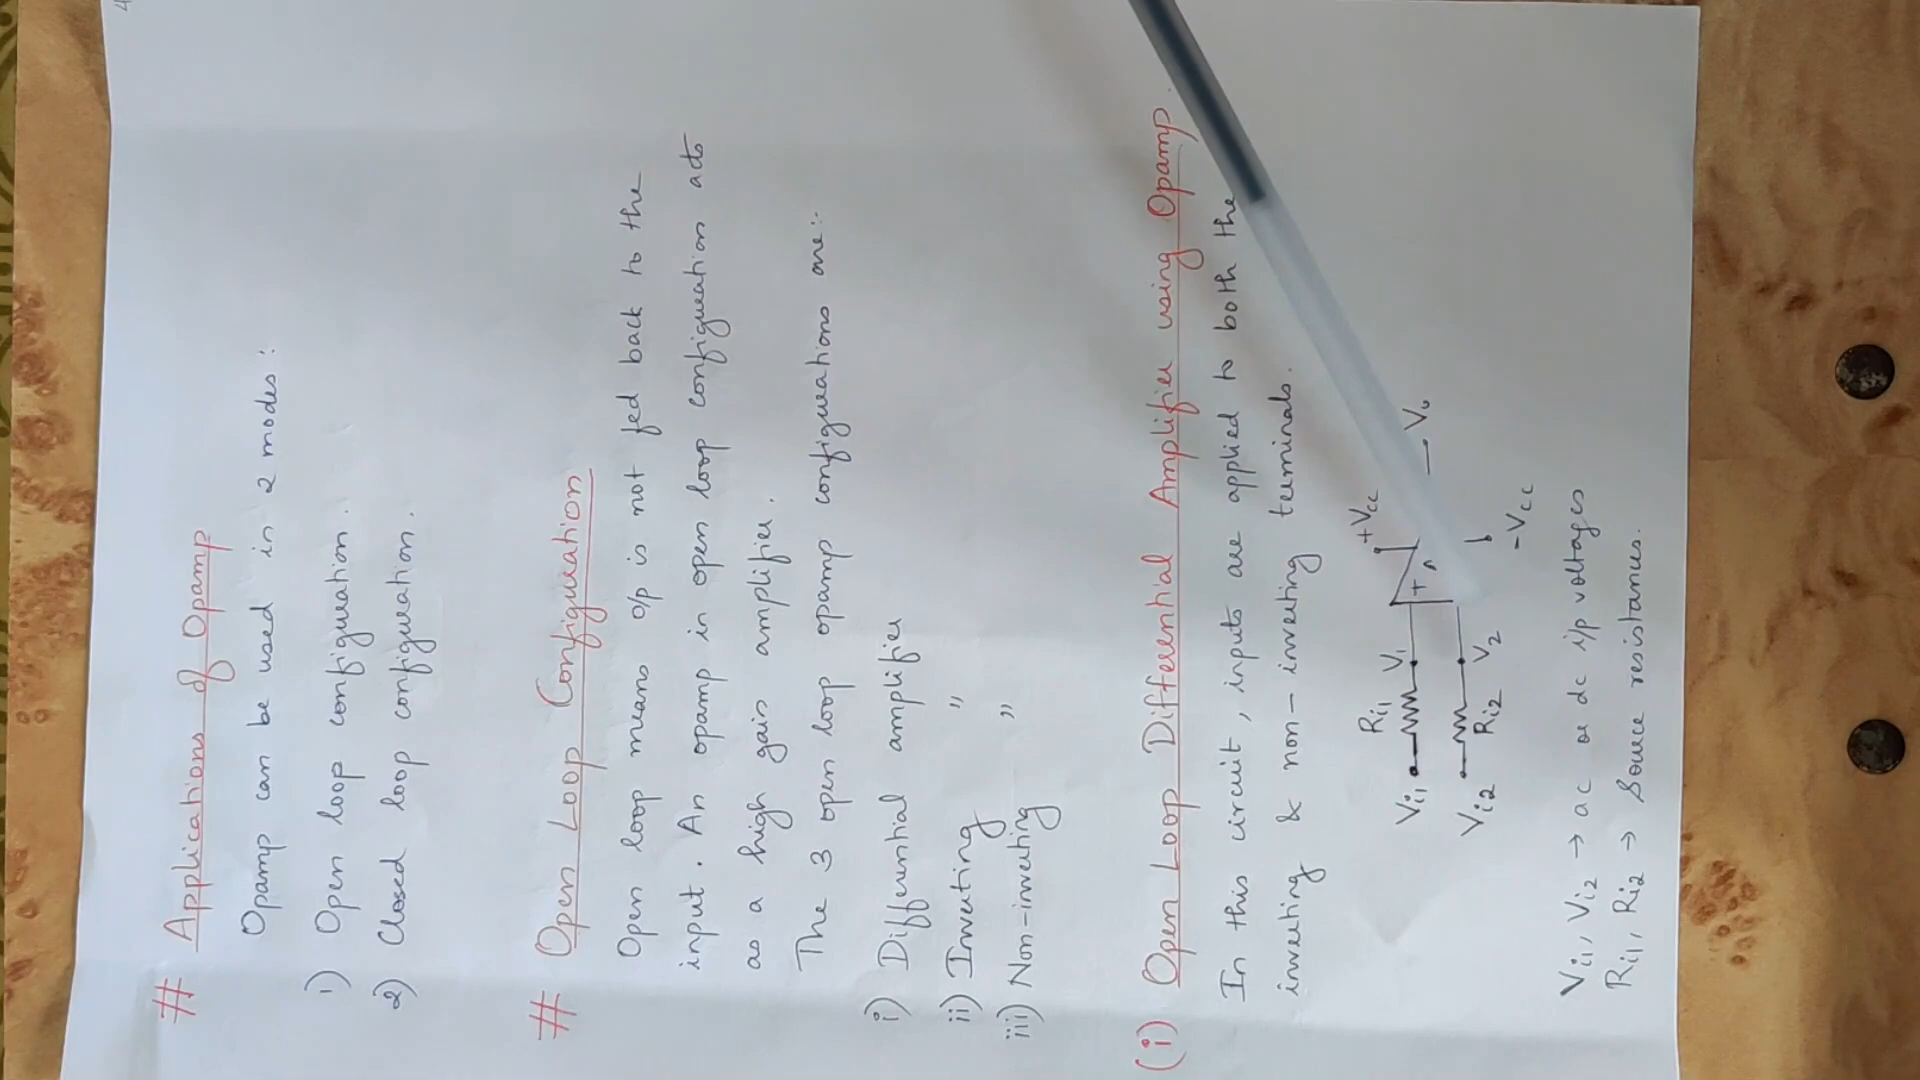 # Applications of Opamp
Opamp can be used in 2 modes :
1) Open loop configuration.
2) Closed loop configuration.
# Open Loop Configuration
Open loop means o/p is not fed back to the
input. An opamp in open loop configuration acts
as a high gain amplifier.
The 3 open loop opamp configurations are:-
i) Differential amplifier
ii) Inverting "
iii) Non-inverting "
(i) Open Loop Differential Amplifier using Opamp.
In this circuit, inputs are applied to both the
inverting & non-inverting terminals.
+Vcc
Vi1 Ri1 V1 + Vo
Vi2 Ri2 V2
-Vcc
Vi1, Vi2 → ac or dc i/p voltages
Ri1, Ri2 → Source resistances.